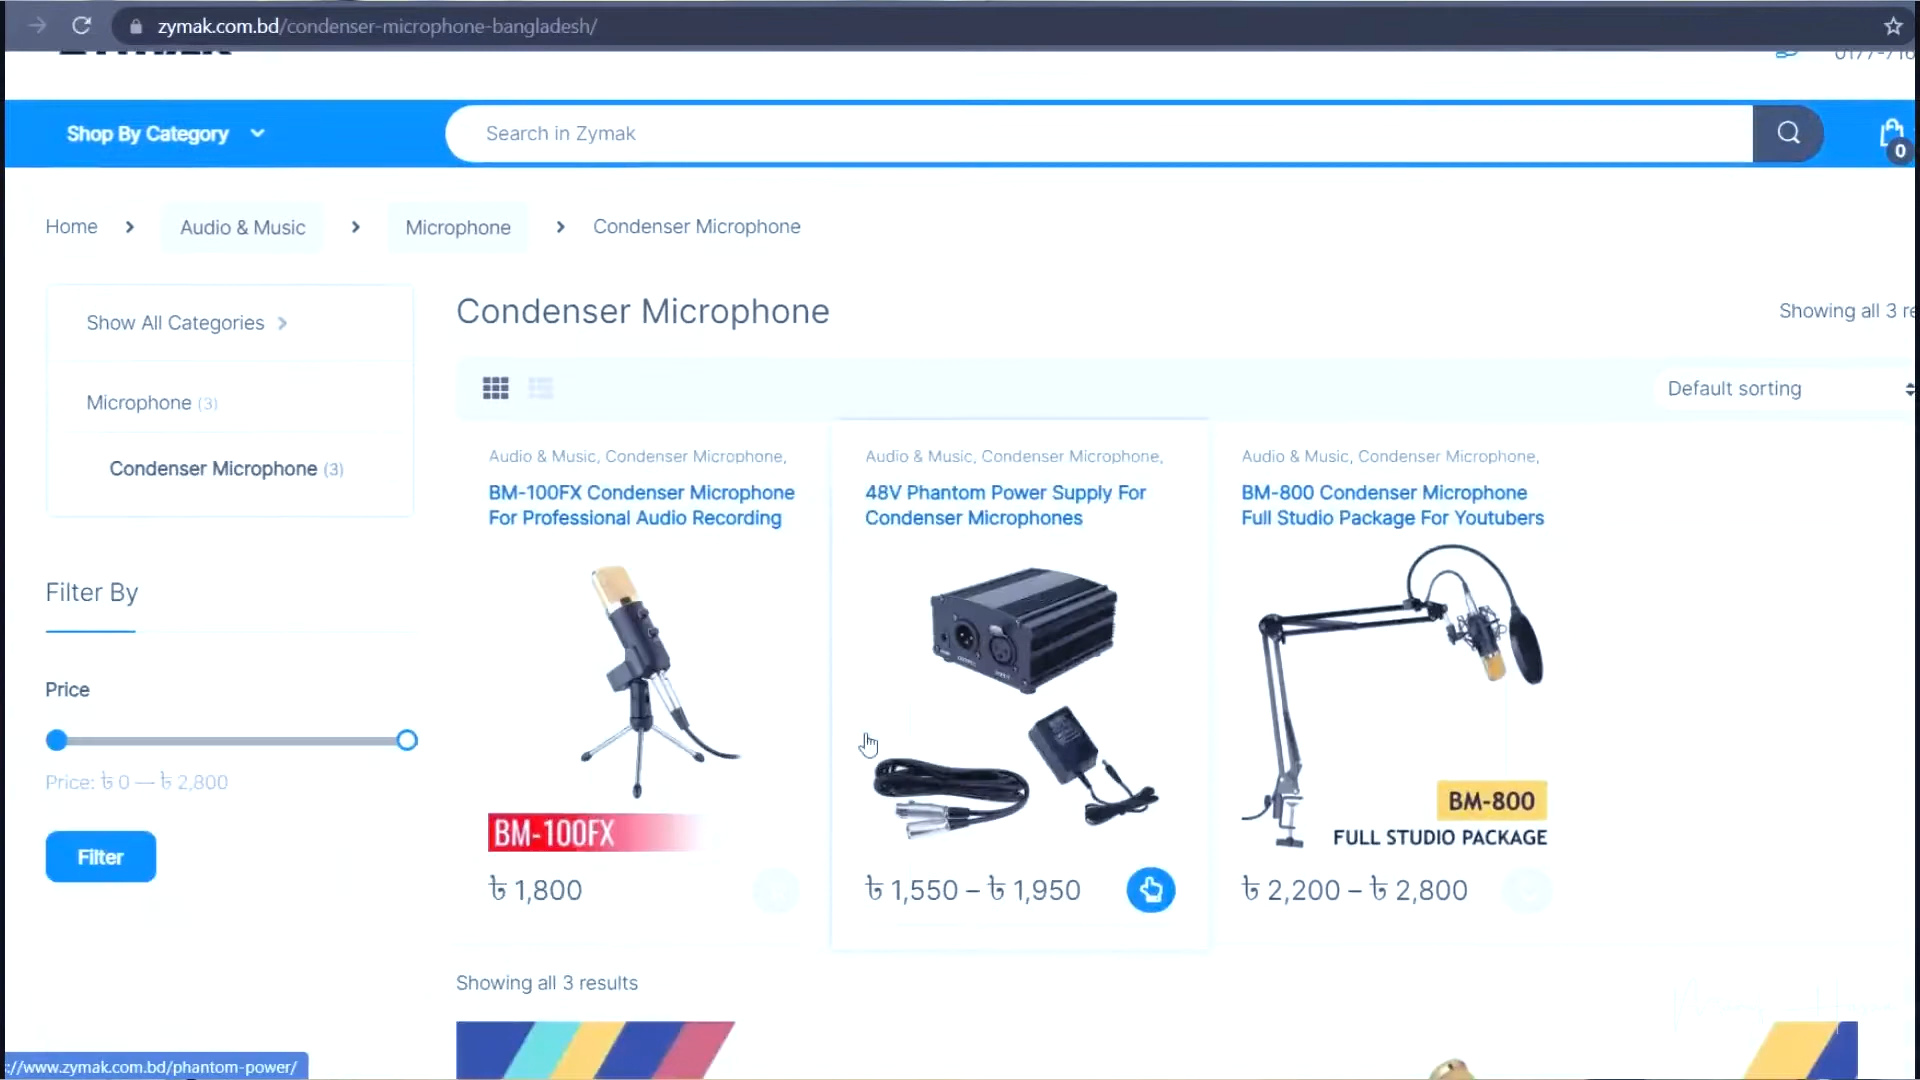 zymak.com.bd/condenser-microphone-bangladesh/
Shop By Category
Search in Zymak
0
Home
Audio & Music
Microphone
Condenser Microphone
Show All Categories
Microphone (3)
Condenser Microphone (3)
Filter By
Price
Price: ৳ 0 — ৳ 2,800
Filter
Condenser Microphone
Showing all 3 re
Default sorting
Audio & Music, Condenser Microphone,
BM-100FX Condenser Microphone
For Professional Audio Recording
BM-100FX
৳ 1,800
Audio & Music, Condenser Microphone,
48V Phantom Power Supply For
Condenser Microphones
৳ 1,550 – ৳ 1,950
Audio & Music, Condenser Microphone,
BM-800 Condenser Microphone
Full Studio Package For Youtubers
BM-800
FULL STUDIO PACKAGE
৳ 2,200 – ৳ 2,800
Showing all 3 results
://www.zymak.com.bd/phantom-power/